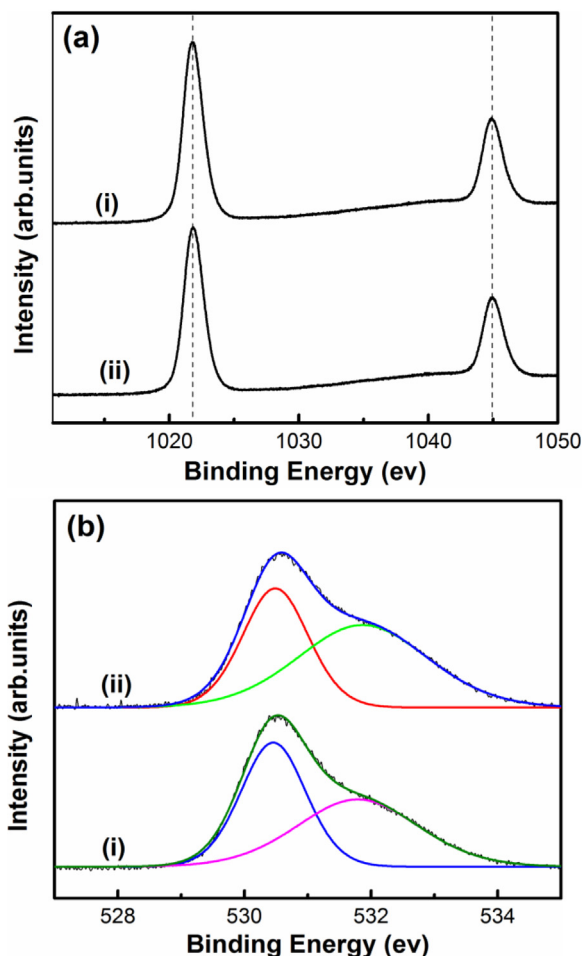 (a)
Intensity (arb.units)
(i)
(ii)
1020 1030 1040 1050
Binding Energy (ev)
(b)
Intensity (arb.units)
(ii)
(i)
528 530 532 534
Binding Energy (ev)